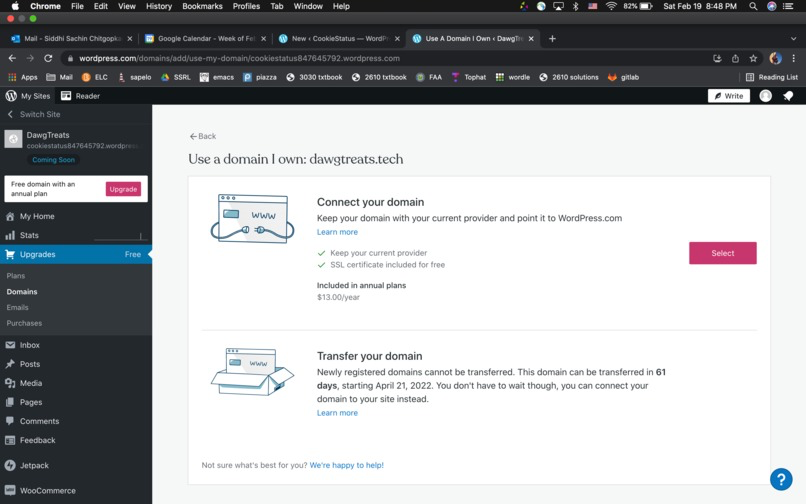 Chrome File Edit View History Bookmarks Profiles Tab Window Help 82% Sat Feb 19 8:48 PM
Mail - Siddhi Sachin Chitgopka Google Calendar - Week of Fe New ‹ CookieStatus — WordP Use A Domain I Own ‹ DawgTre
wordpress.com/domains/add/use-my-domain/cookiestatus847645792.wordpress.com
Apps Mail ELC sapelo SSRL emacs piazza 3030 txtbook 2610 txtbook FAA Tophat wordle 2610 solutions gitlab Reading List
My Sites Reader Write
Switch Site
DawgTreats
cookiestatus847645792.wordpres
Coming Soon
Free domain with an annual plan
Upgrade
My Home
Stats
Upgrades Free
Plans
Domains
Emails
Purchases
Inbox
Posts
Media
Pages
Comments
Feedback
Jetpack
WooCommerce
Back
Use a domain I own: dawgtreats.tech
WWW
Connect your domain
Keep your domain with your current provider and point it to WordPress.com
Learn more
Keep your current provider
SSL certificate included for free
Included in annual plans
$13.00/year
Select
WWW
Transfer your domain
Newly registered domains cannot be transferred. This domain can be transferred in 61
days, starting April 21, 2022. You don't have to wait though, you can connect your
domain to your site instead.
Learn more
Not sure what's best for you? We're happy to help!
?